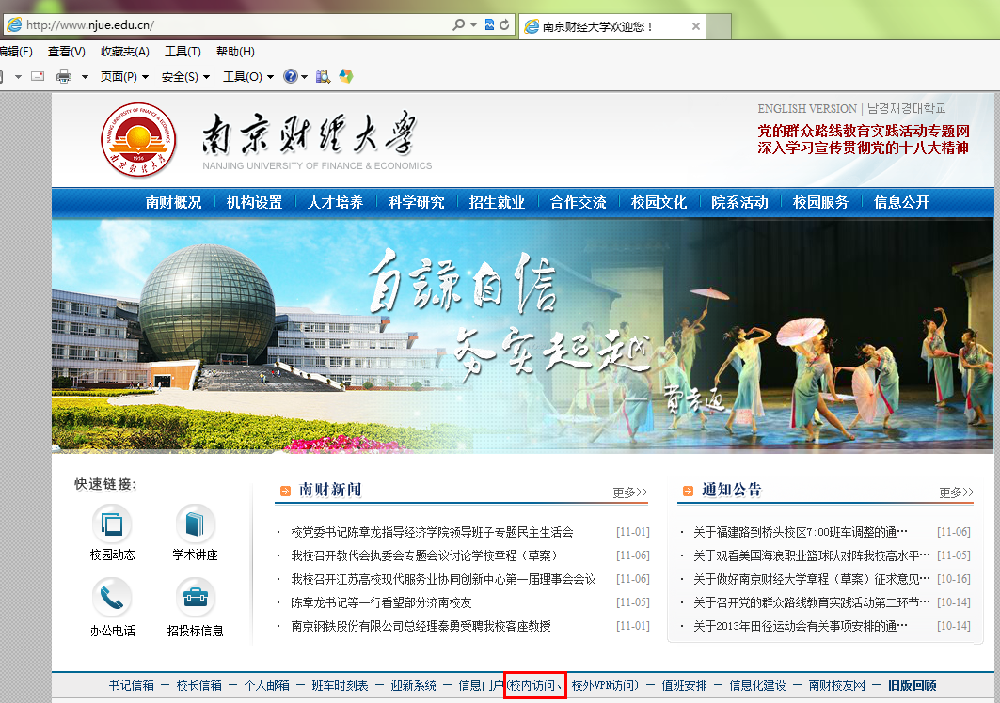 http://www.njue.edu.cn/
南京财经大学欢迎您！
编辑(E) 查看(V) 收藏夹(A) 工具(T) 帮助(H)
页面(P) 安全(S) 工具(O)
NANJING UNIVERSITY OF FINANCE & ECONOMICS
1956
南京财经大学
南京财经大学
NANJING UNIVERSITY OF FINANCE & ECONOMICS
ENGLISH VERSION | 남경재경대학교
党的群众路线教育实践活动专题网
深入学习宣传贯彻党的十八大精神
南财概况 机构设置 人才培养 科学研究 招生就业 合作交流 校园文化 院系活动 校园服务 信息公开
自谦自信
务实超越
快速链接:
校园动态 学术讲座
办公电话 招投标信息
南财新闻 更多>>
· 校党委书记陈章龙指导经济学院领导班子专题民主生活会 [11-01]
· 我校召开教代会执委会专题会议讨论学校章程（草案） [11-06]
· 我校召开江苏高校现代服务业协同创新中心第一届理事会会议 [11-06]
· 陈章龙书记等一行看望部分济南校友 [11-05]
· 南京钢铁股份有限公司总经理秦勇受聘我校客座教授 [11-01]
通知公告 更多>>
· 关于福建路到桥头校区7:00班车调整的通… [11-06]
· 关于观看美国海浪职业篮球队对阵我校高水平… [11-05]
· 关于做好南京财经大学章程（草案）征求意见… [10-16]
· 关于召开党的群众路线教育实践活动第二环节… [10-14]
· 关于2013年田径运动会有关事项安排的通… [10-14]
书记信箱 — 校长信箱 — 个人邮箱 — 班车时刻表 — 迎新系统 — 信息门户(校内访问、校外VPN访问) — 值班安排 — 信息化建设 — 南财校友网 — 旧版回顾